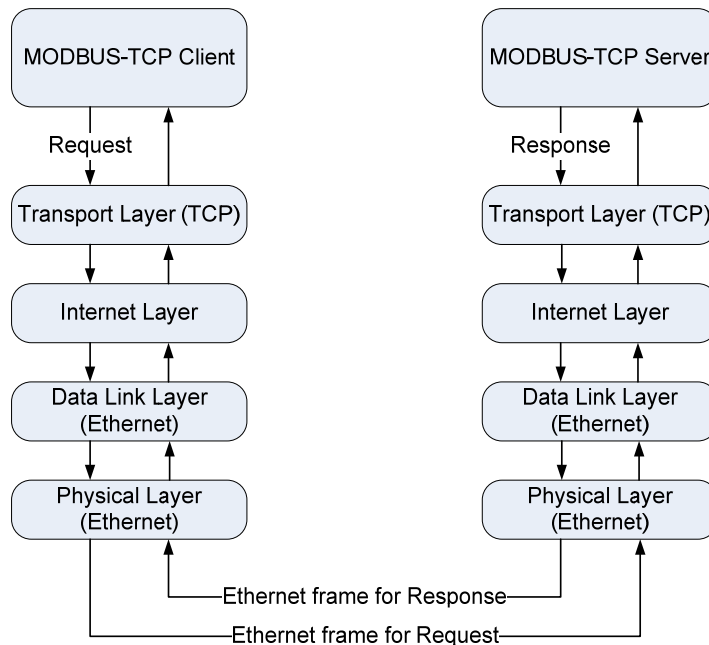 MODBUS-TCP Client
Request
Transport Layer (TCP)
Internet Layer
Data Link Layer
(Ethernet)
Physical Layer
(Ethernet)
MODBUS-TCP Server
Response
Transport Layer (TCP)
Internet Layer
Data Link Layer
(Ethernet)
Physical Layer
(Ethernet)
Ethernet frame for Response
Ethernet frame for Request